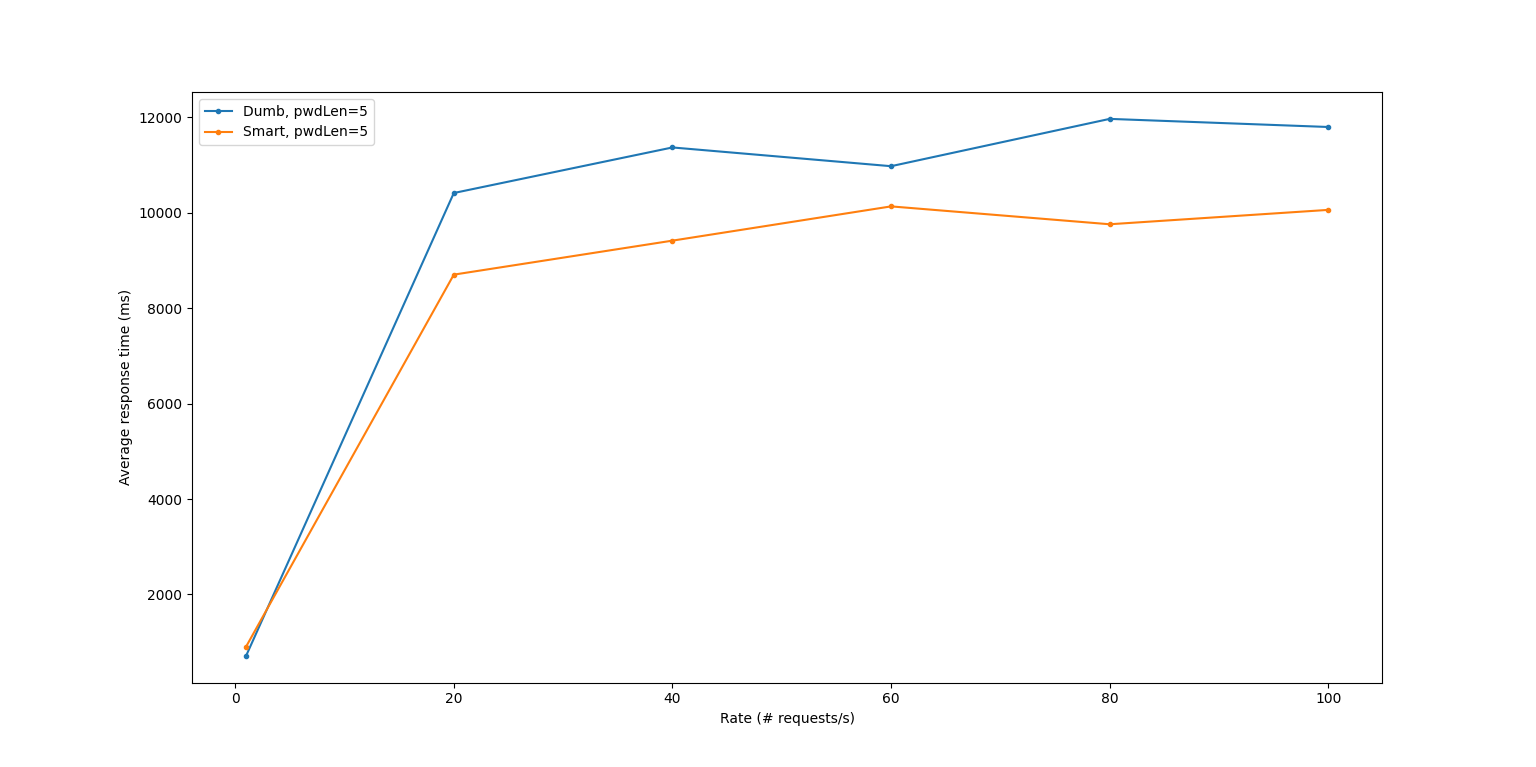 Dumb, pwdLen=5
Smart, pwdLen=5
12000
10000
8000
6000
4000
2000
Average response time (ms)
0 20 40 60 80 100
Rate (# requests/s)